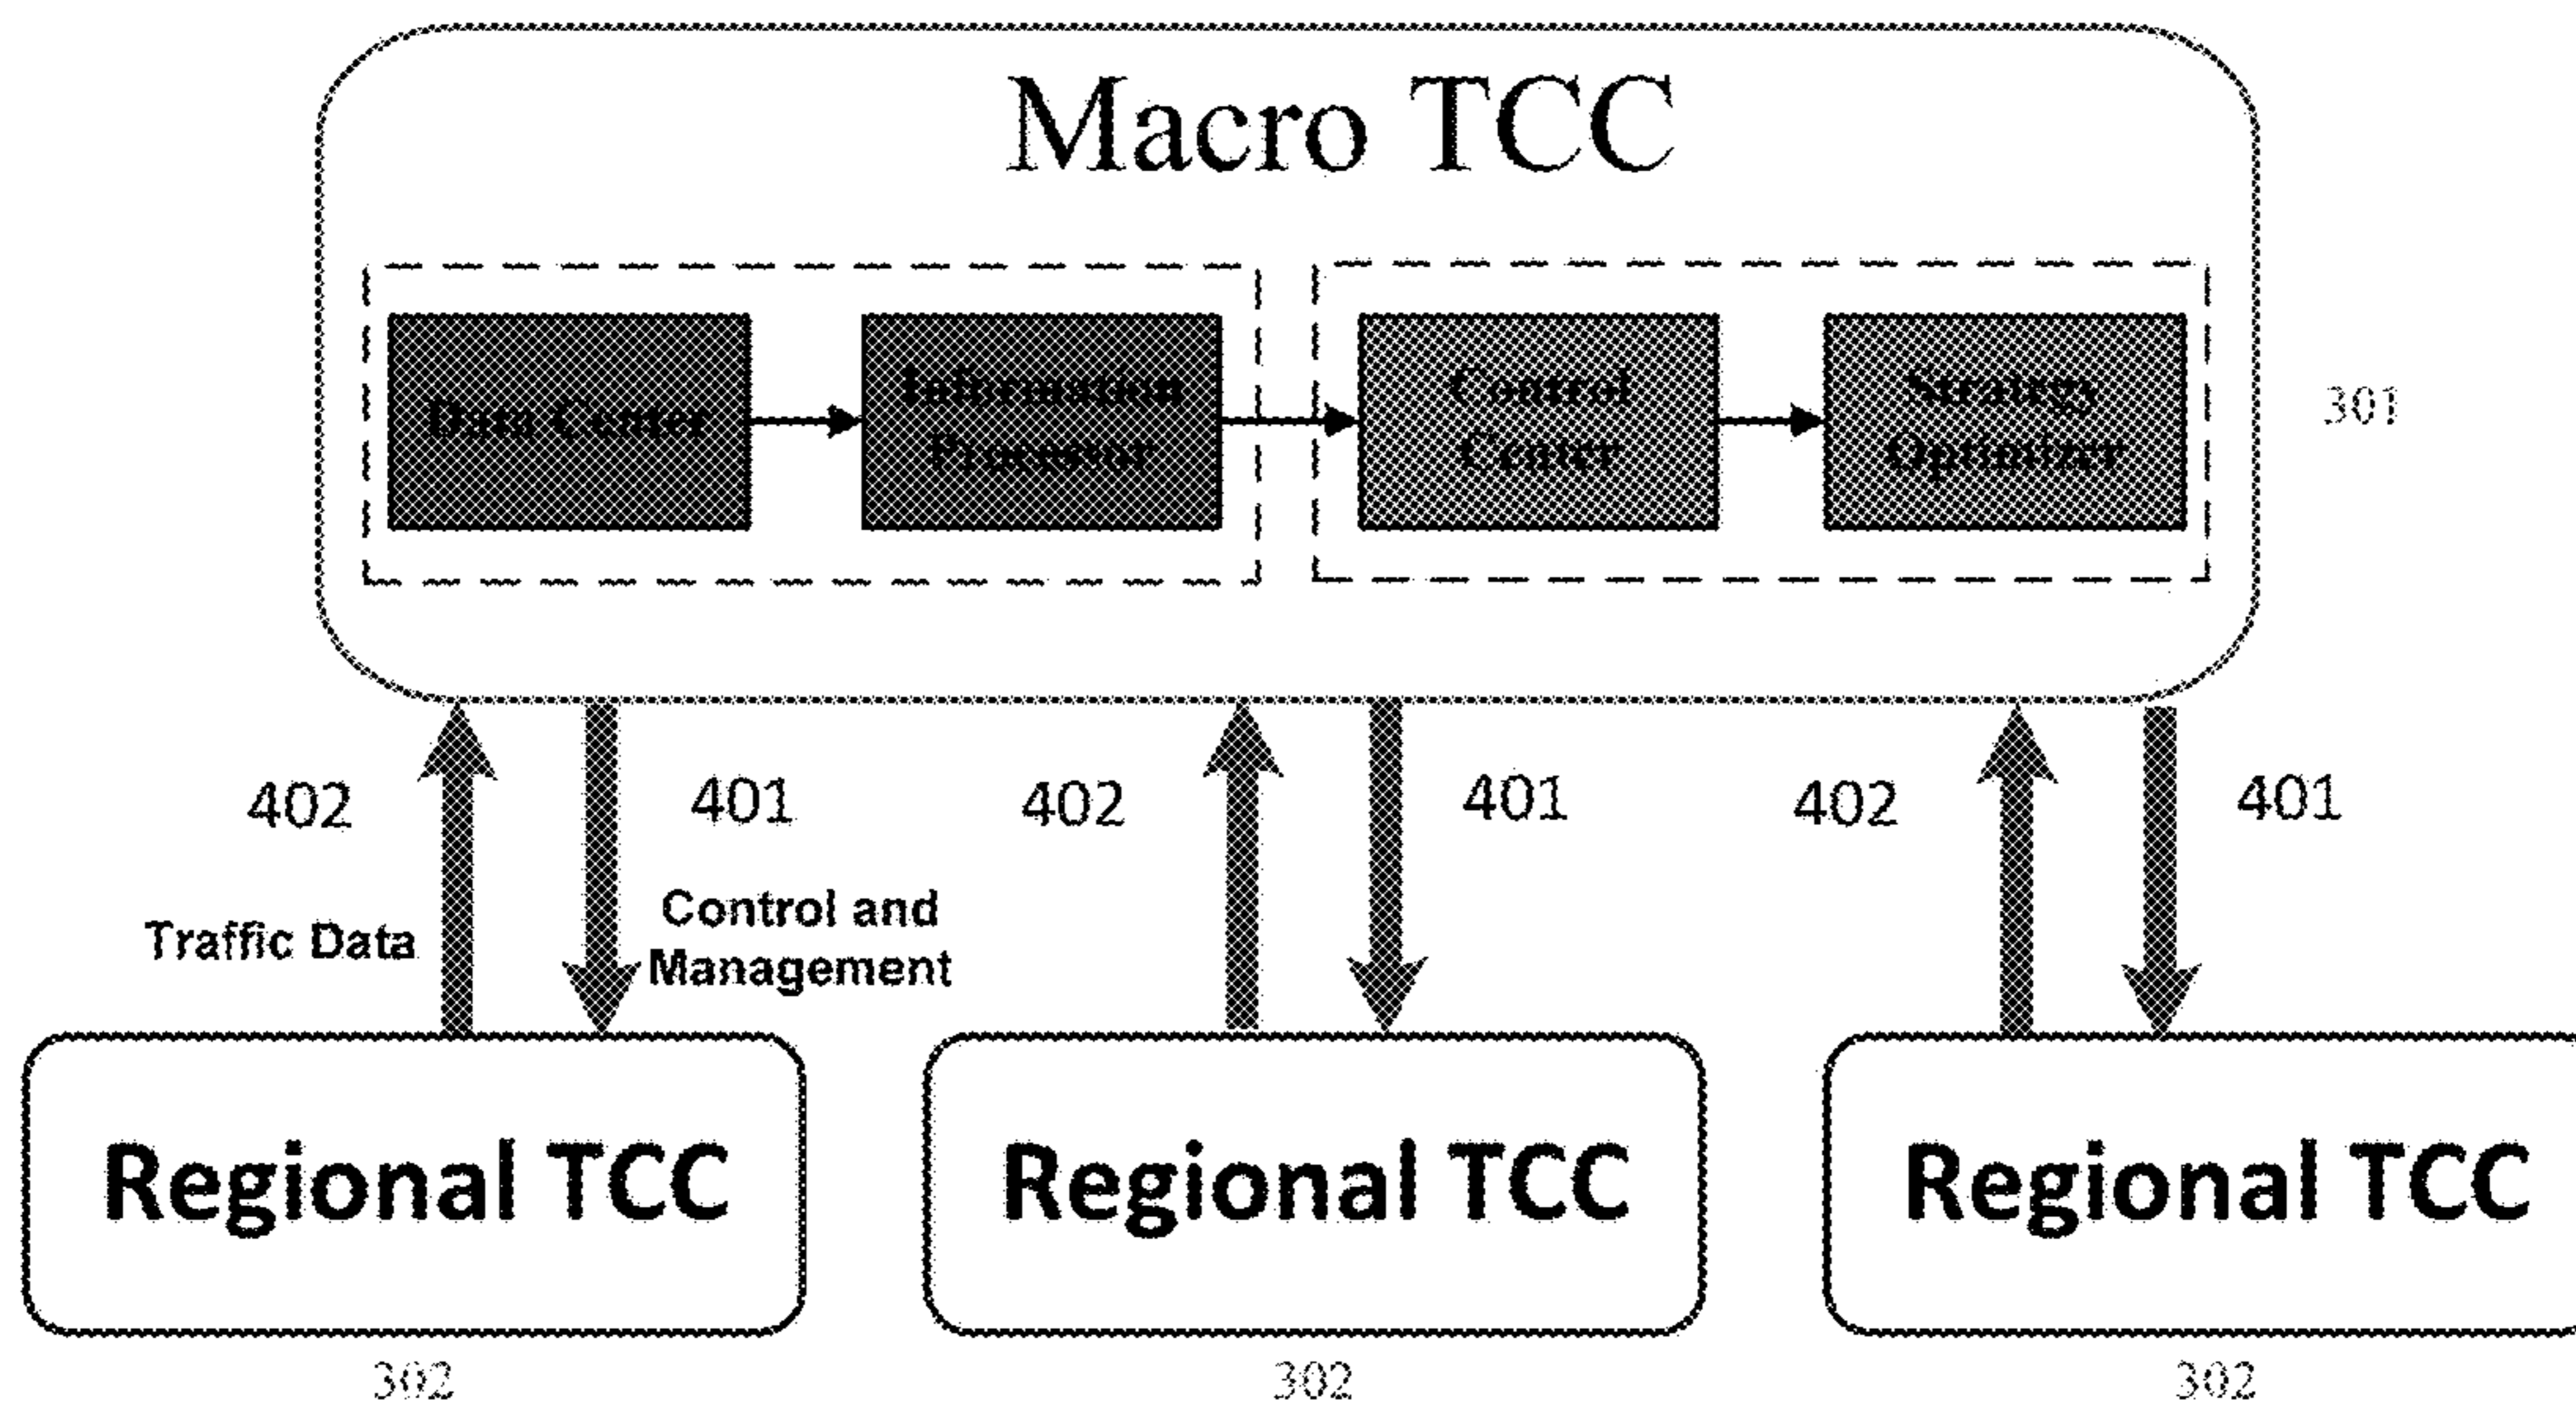 Macro TCC
Data Center
Information
Processor
Control
Center
Strategy
Optimizer
301
402
401
402
401
402
401
Traffic Data
Control and
Management
Regional TCC
Regional TCC
Regional TCC
302
302
302